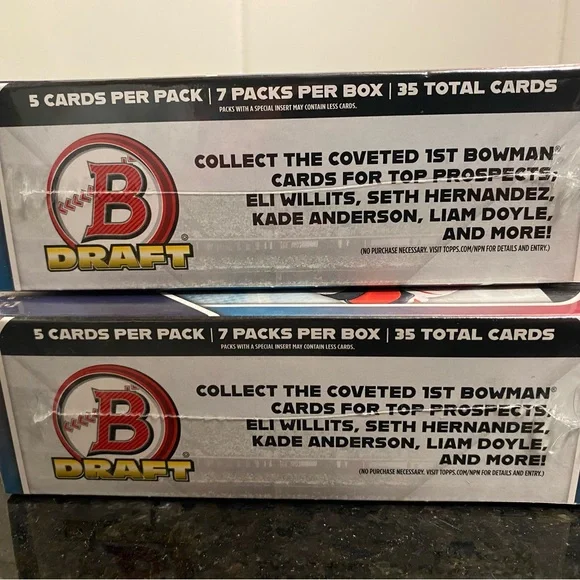 5 CARDS PER PACK | 7 PACKS PER BOX | 35 TOTAL CARDS
PACKS WITH A SPECIAL INSERT MAY CONTAIN LESS CARDS.
B
DRAFT®
COLLECT THE COVETED 1ST BOWMAN®
CARDS FOR TOP PROSPECTS,
ELI WILLITS, SETH HERNANDEZ,
KADE ANDERSON, LIAM DOYLE,
AND MORE!
(NO PURCHASE NECESSARY. VISIT TOPPS.COM/NPN FOR DETAILS AND ENTRY.)
5 CARDS PER PACK | 7 PACKS PER BOX | 35 TOTAL CARDS
PACKS WITH A SPECIAL INSERT MAY CONTAIN LESS CARDS.
B
DRAFT®
COLLECT THE COVETED 1ST BOWMAN®
CARDS FOR TOP PROSPECTS,
ELI WILLITS, SETH HERNANDEZ,
KADE ANDERSON, LIAM DOYLE,
AND MORE!
(NO PURCHASE NECESSARY. VISIT TOPPS.COM/NPN FOR DETAILS AND ENTRY.)